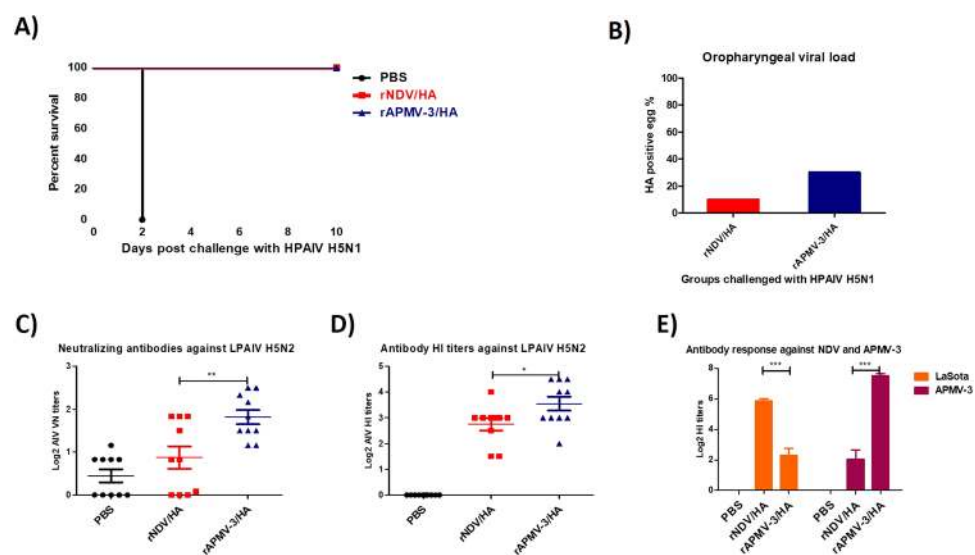 A)
100
80
60
40
20
0
0 2 4 6 8 10
Percent survival
Days post challenge with HPAIV H5N1
PBS
rNDV/HA
rAPMV-3/HA
B)
Oropharyngeal viral load
100
80
60
40
20
0
HA positive egg %
rNDV/HA
rAPMV-3/HA
Groups challenged with HPAIV H5N1
C)
Neutralizing antibodies against LPAIV H5N2
**
3
2
1
0
Log2 AIV VN titers
PBS
rNDV/HA
rAPMV-3/HA
D)
Antibody HI titers against LPAIV H5N2
*
5
4
3
2
1
0
Log2 AIV HI titers
PBS
rNDV/HA
rAPMV-3/HA
E)
Antibody response against NDV and APMV-3
*** ***
8
6
4
2
0
Log2 HI titers
PBS
rNDV/HA
rAPMV-3/HA
PBS
rNDV/HA
rAPMV-3/HA
LaSota
APMV-3